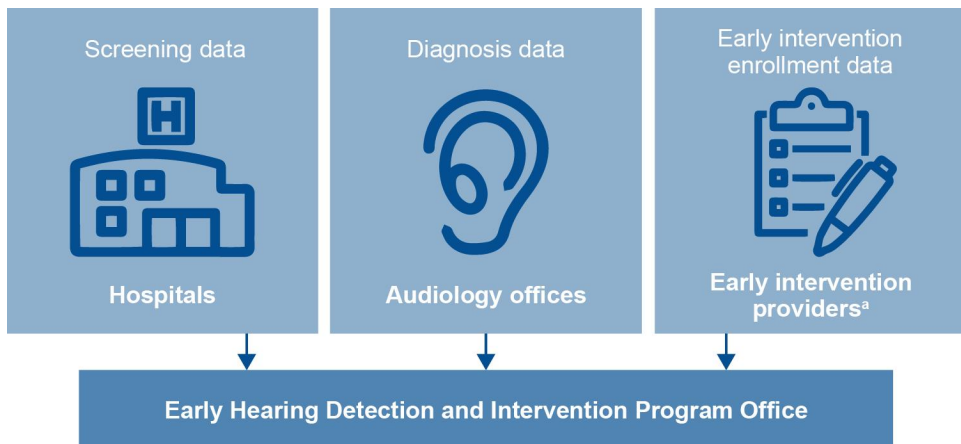 Screening data
H
Hospitals
Diagnosis data
Audiology offices
Early intervention
enrollment data
Early intervention
providersᵃ
Early Hearing Detection and Intervention Program Office